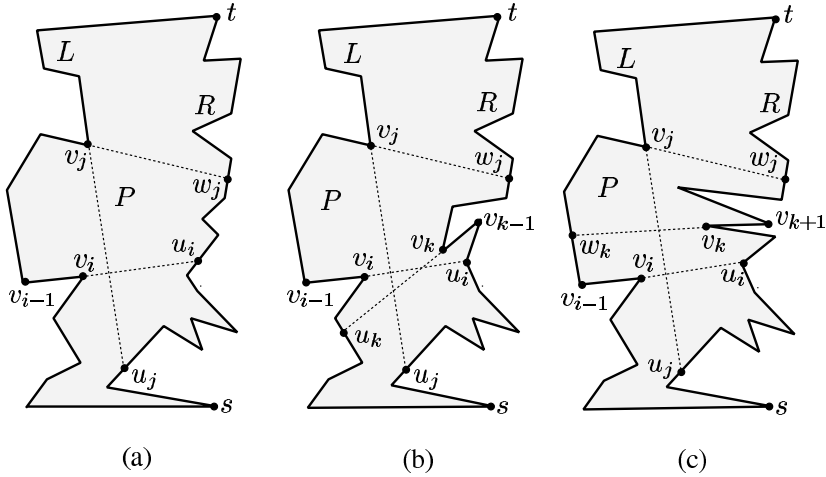 t
L
R
v_j
w_j
P
u_i
v_i
v_{i-1}
u_j
s
(a)
t
L
R
v_j
w_j
P
v_{k-1}
v_k
v_i
u_i
v_{i-1}
u_k
u_j
s
(b)
t
L
R
v_j
w_j
P
v_{k+1}
w_k
v_k
v_i
u_i
v_{i-1}
u_j
s
(c)